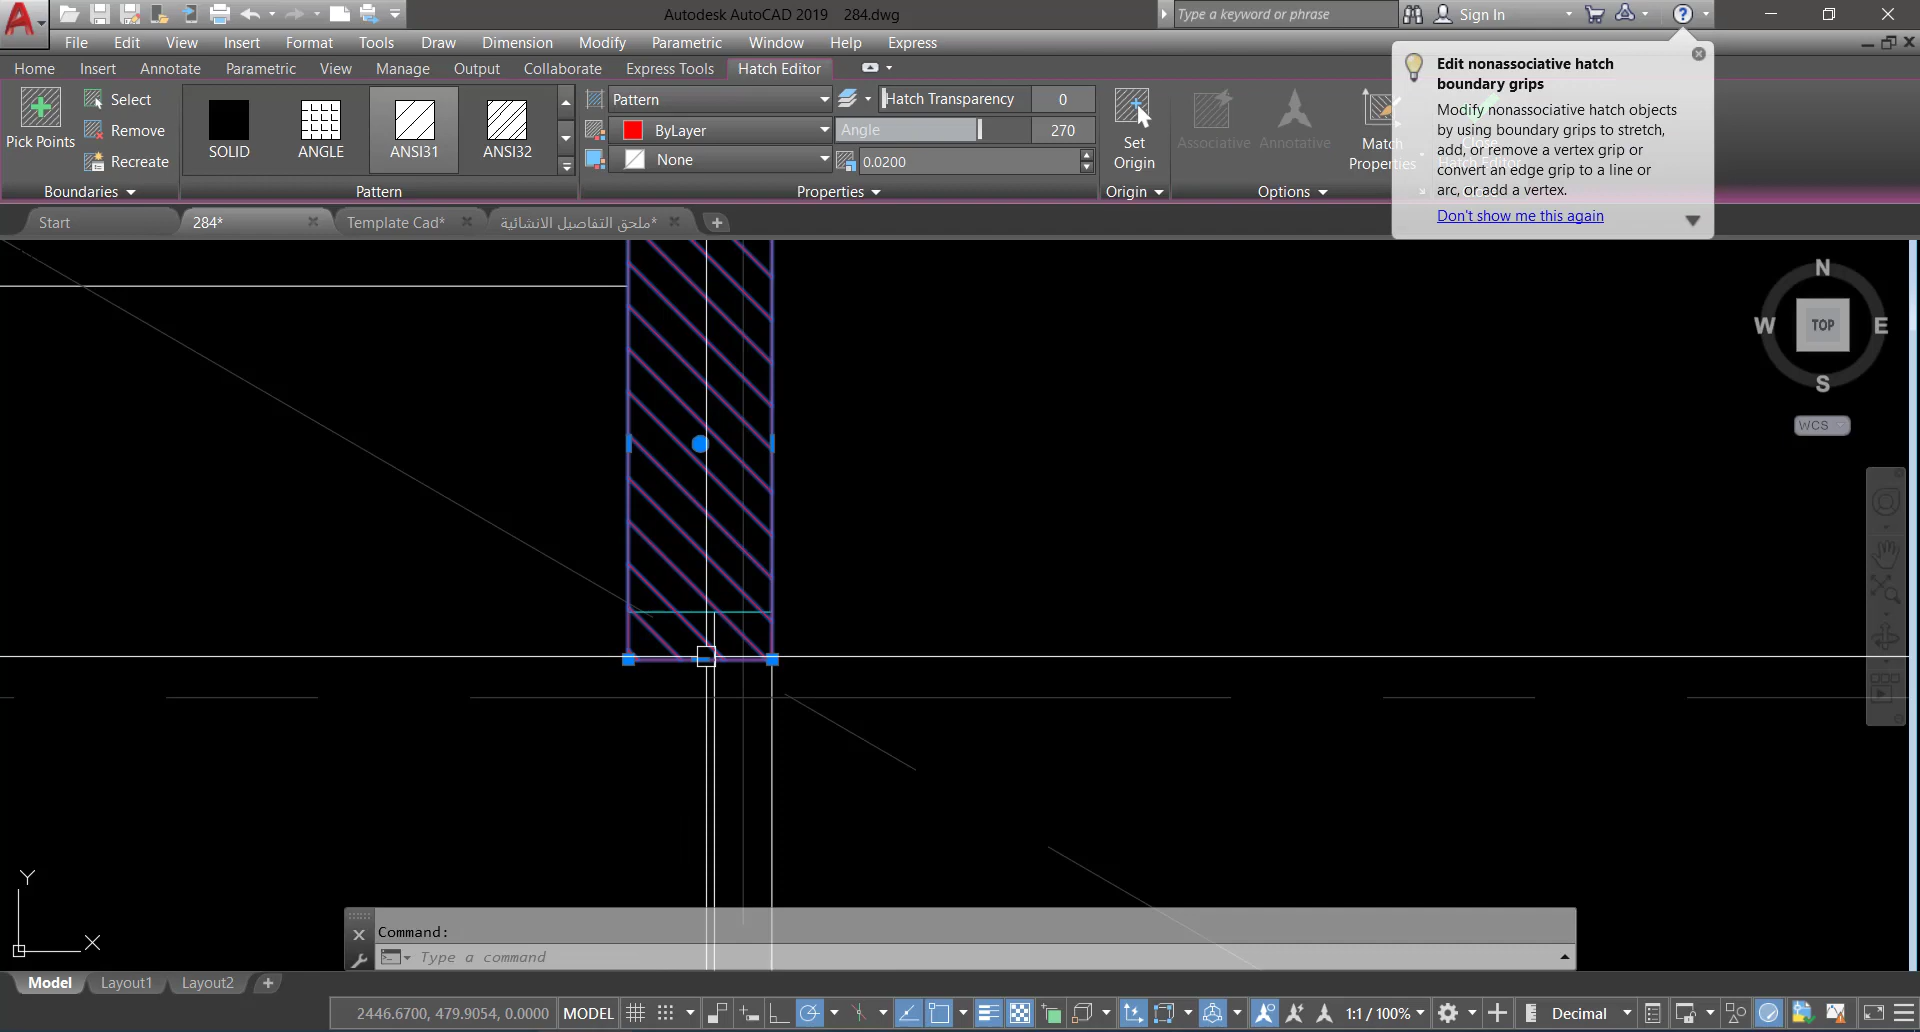 Autodesk AutoCAD 2019 284.dwg
Type a keyword or phrase
Sign In
File Edit View Insert Format Tools Draw Dimension Modify Parametric Window Help Express
Home Insert Annotate Parametric View Manage Output Collaborate Express Tools Hatch Editor
Edit nonassociative hatch
boundary grips
Modify nonassociative hatch objects
by using boundary grips to stretch,
add, or remove a vertex grip or
convert an edge grip to a line or
arc, or add a vertex.
Don't show me this again
Pick Points
Select
Remove
Recreate
Boundaries
SOLID ANGLE ANSI31 ANSI32
Pattern
Pattern
ByLayer
None
Hatch Transparency 0
Angle 270
0.0200
Properties
Set
Origin
Origin
Associative Annotative
Match
Properties
Options
Close
Hatch Editor
Start 284* Template Cad* ملحق التفاصيل الانشائية*
N
W TOP E
S
WCS
Y
X
Command:
Type a command
Model Layout1 Layout2
2446.6700, 479.9054, 0.0000 MODEL 1:1 / 100% Decimal